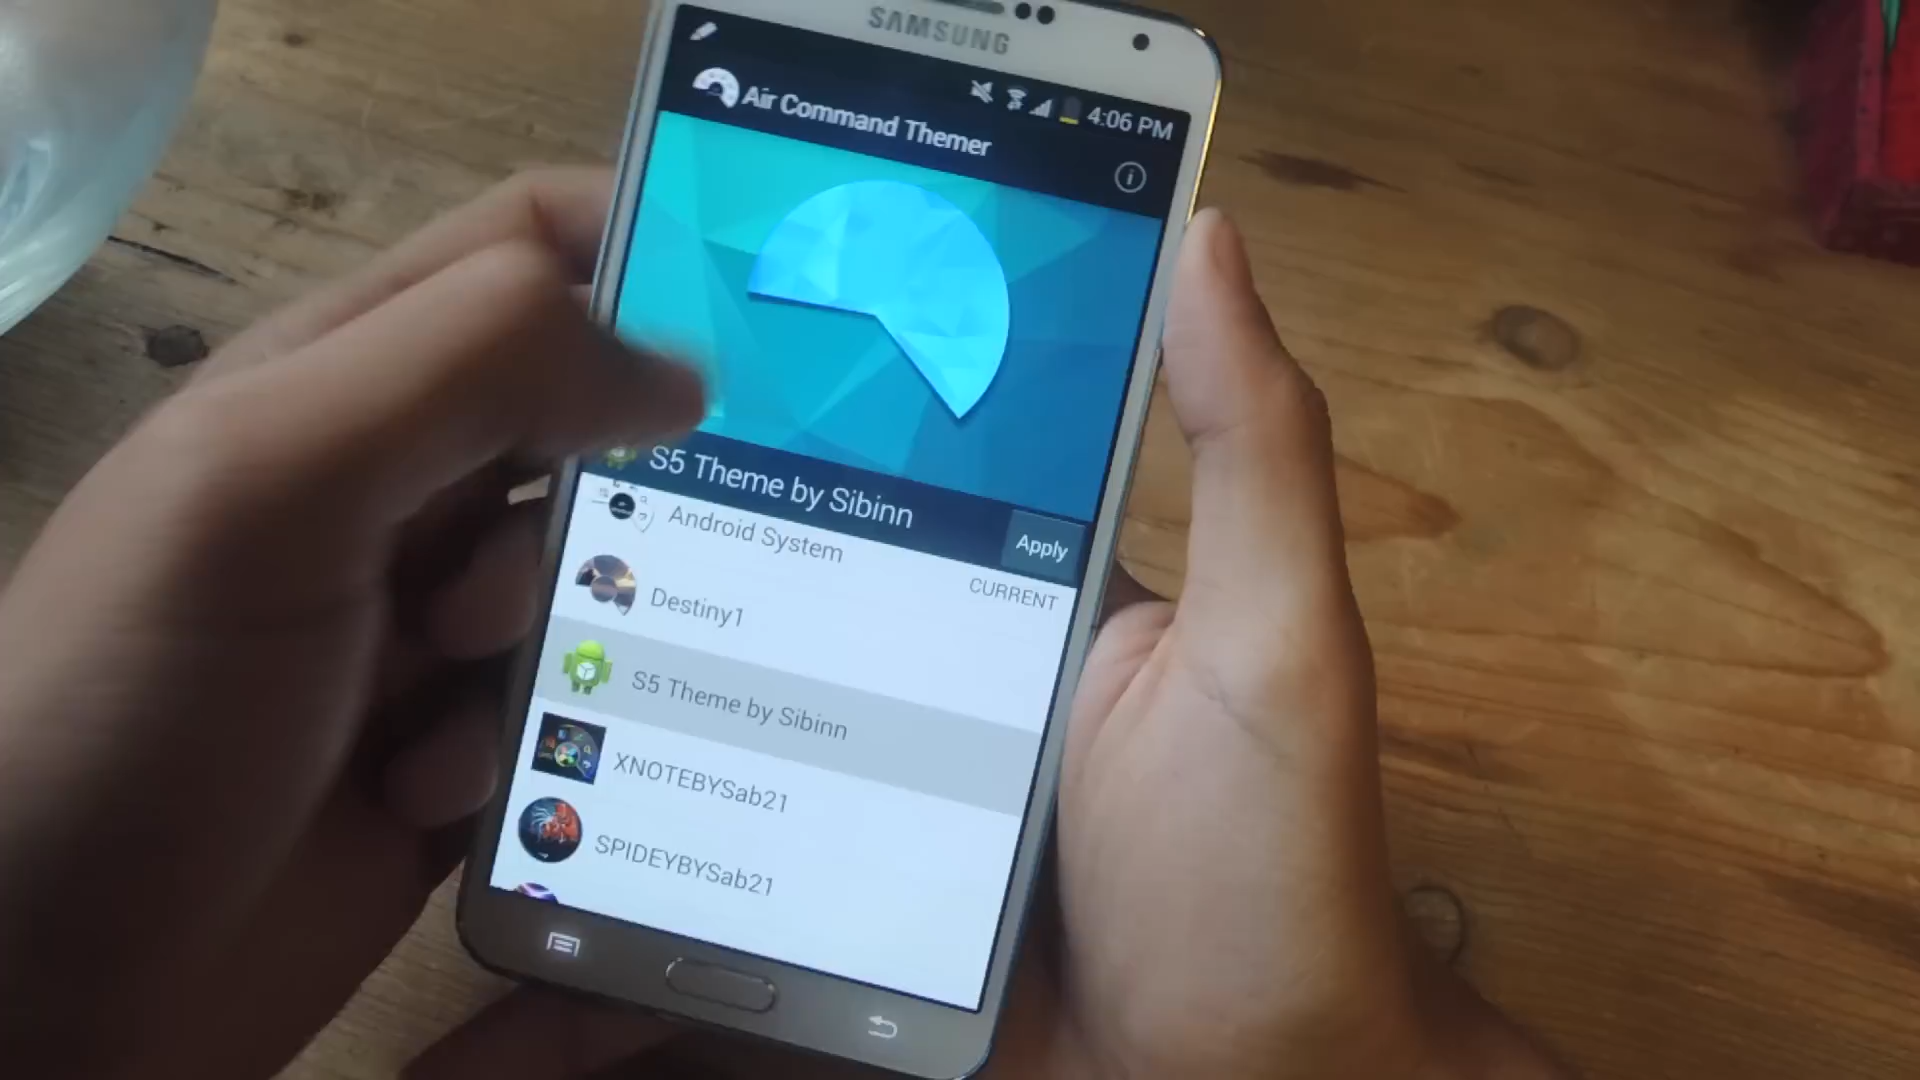 SAMSUNG
4:06 PM
Air Command Themer
S5 Theme by Sibinn
Apply
Android System
CURRENT
Destiny1
S5 Theme by Sibinn
XNOTEBYSab21
SPIDEYBYSab21